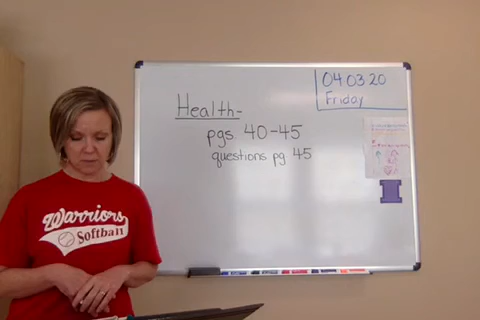 Health-
pgs 40-45
questions pg 45
04 03 20
Friday
Warriors
Softball